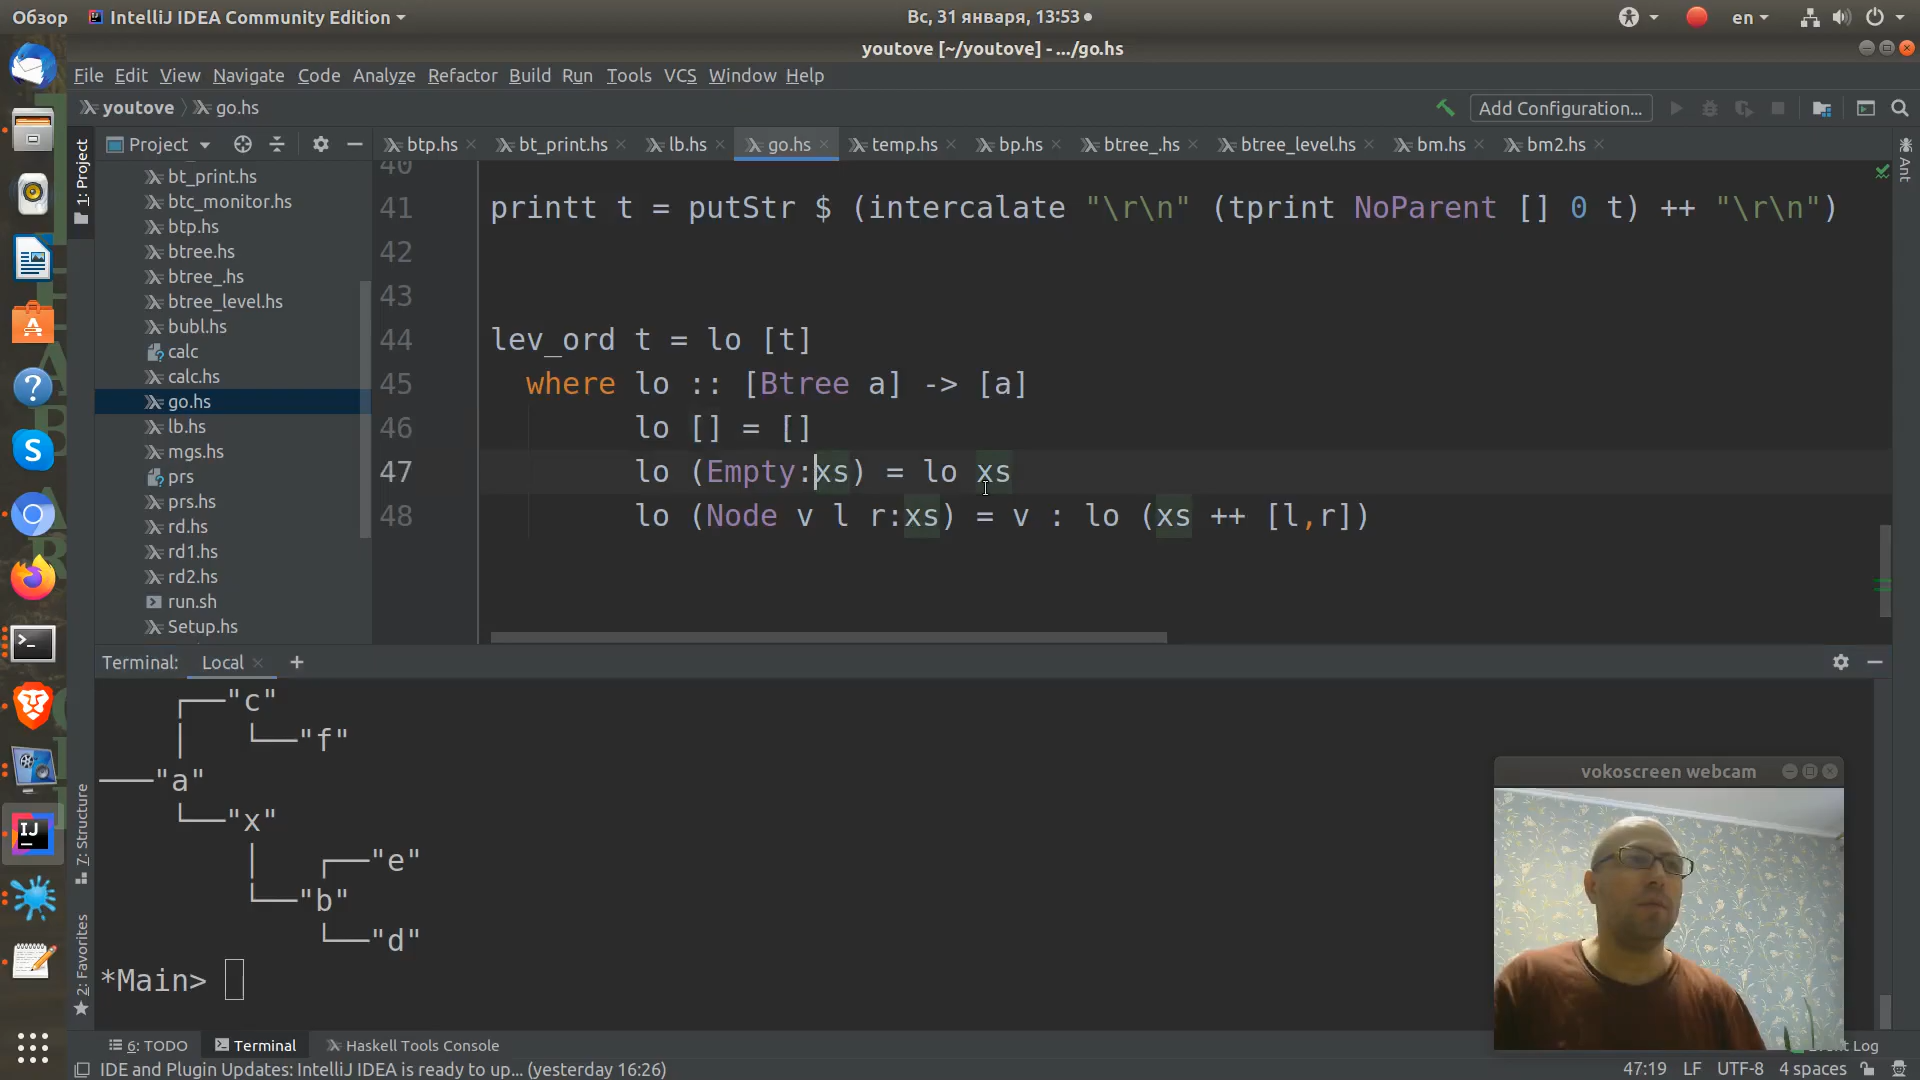 Обзор IntelliJ IDEA Community Edition Вс, 31 января, 13:53 en
youtove [~/youtove] - .../go.hs
File Edit View Navigate Code Analyze Refactor Build Run Tools VCS Window Help
youtove go.hs Add Configuration...
1: Project Project btp.hs bt_print.hs lb.hs go.hs temp.hs bp.hs btree_.hs btree_level.hs bm.hs bm2.hs Ant
bt_print.hs
btc_monitor.hs
btp.hs
btree.hs
btree_.hs
btree_level.hs
bubl.hs
calc
calc.hs
go.hs
lb.hs
mgs.hs
prs
prs.hs
rd.hs
rd1.hs
rd2.hs
run.sh
Setup.hs
40
41 printt t = putStr $ (intercalate "\r\n" (tprint NoParent [] 0 t) ++ "\r\n")
42
43
44 lev_ord t = lo [t]
45 where lo :: [Btree a] -> [a]
46 lo [] = []
47 lo (Empty:xs) = lo xs
48 lo (Node v l r:xs) = v : lo (xs ++ [l,r])
Terminal: Local +
"c"
"f"
"a"
"x"
"e"
"b"
"d"
*Main>
7: Structure
2: Favorites
vokoscreen webcam
6: TODO Terminal Haskell Tools Console Event Log
IDE and Plugin Updates: IntelliJ IDEA is ready to up... (yesterday 16:26) 47:19 LF UTF-8 4 spaces